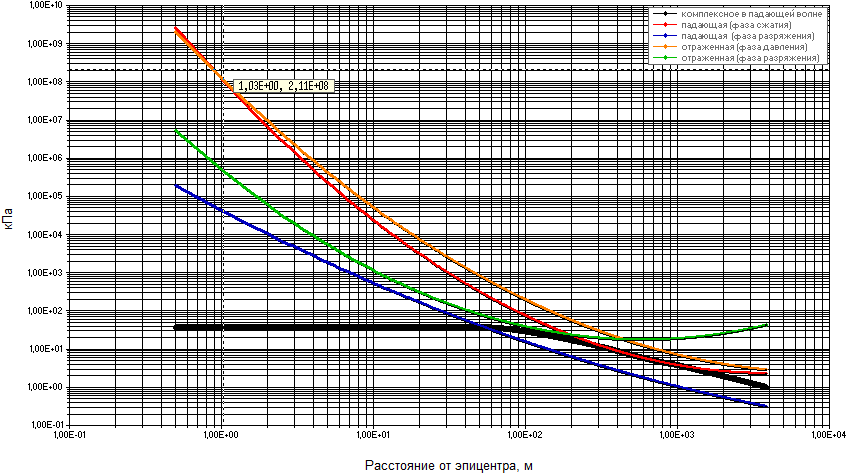 комплексное в падающей волне
падающая (фаза сжатия)
падающая (фаза разряжения)
отраженная (фаза давления)
отраженная (фаза разряжения)
1,00E+10
1,00E+09
1,00E+08
1,00E+07
1,00E+06
1,00E+05
1,00E+04
1,00E+03
1,00E+02
1,00E+01
1,00E+00
1,00E-01
1,03E+00, 2,11E+08
кПа
1,00E-01 1,00E+00 1,00E+01 1,00E+02 1,00E+03 1,00E+04
Расстояние от эпицентра, м